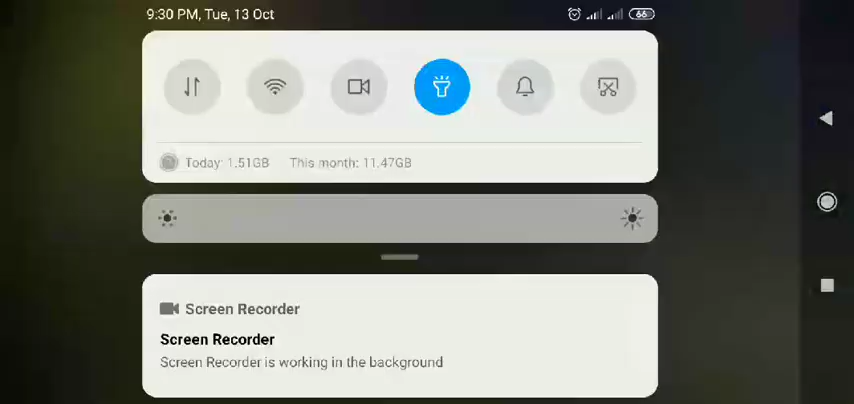 9:30 PM, Tue, 13 Oct
66
Today: 1.51GB This month: 11.47GB
Screen Recorder
Screen Recorder
Screen Recorder is working in the background